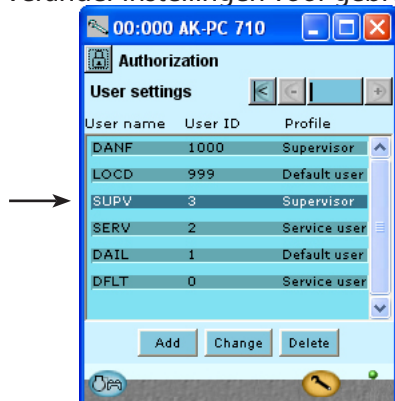 00:000 AK-PC 710
Authorization
User settings
User name User ID Profile
DANF 1000 Supervisor
LOCD 999 Default user
SUPV 3 Supervisor
SERV 2 Service user
DAIL 1 Default user
DFLT 0 Service user
Add Change Delete